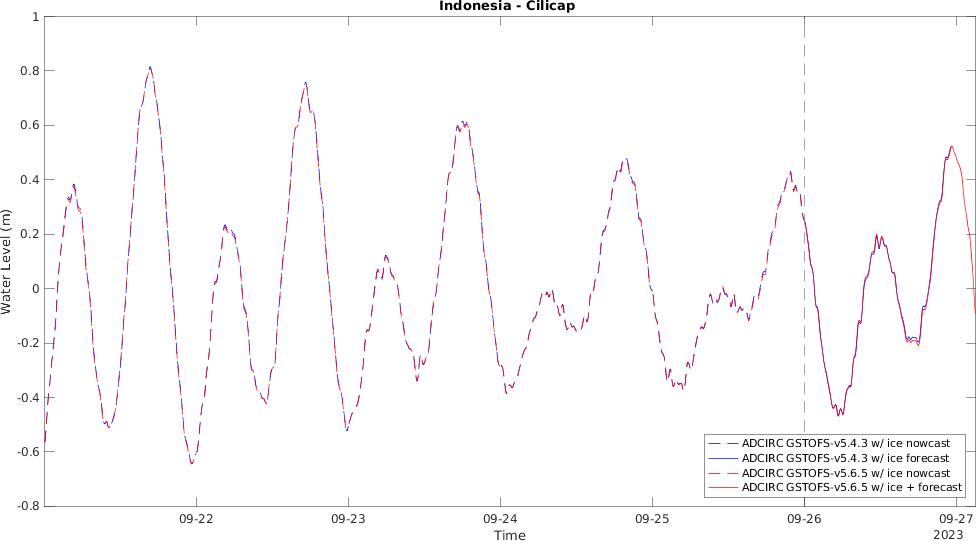 Indonesia - Cilicap
1
0.8
0.6
0.4
0.2
0
-0.2
-0.4
-0.6
-0.8
Water Level (m)
09-22
09-23
09-24
09-25
09-26
09-27
2023
Time
ADCIRC GSTOFS-v5.4.3 w/ ice nowcast
ADCIRC GSTOFS-v5.4.3 w/ ice forecast
ADCIRC GSTOFS-v5.6.5 w/ ice nowcast
ADCIRC GSTOFS-v5.6.5 w/ ice + forecast